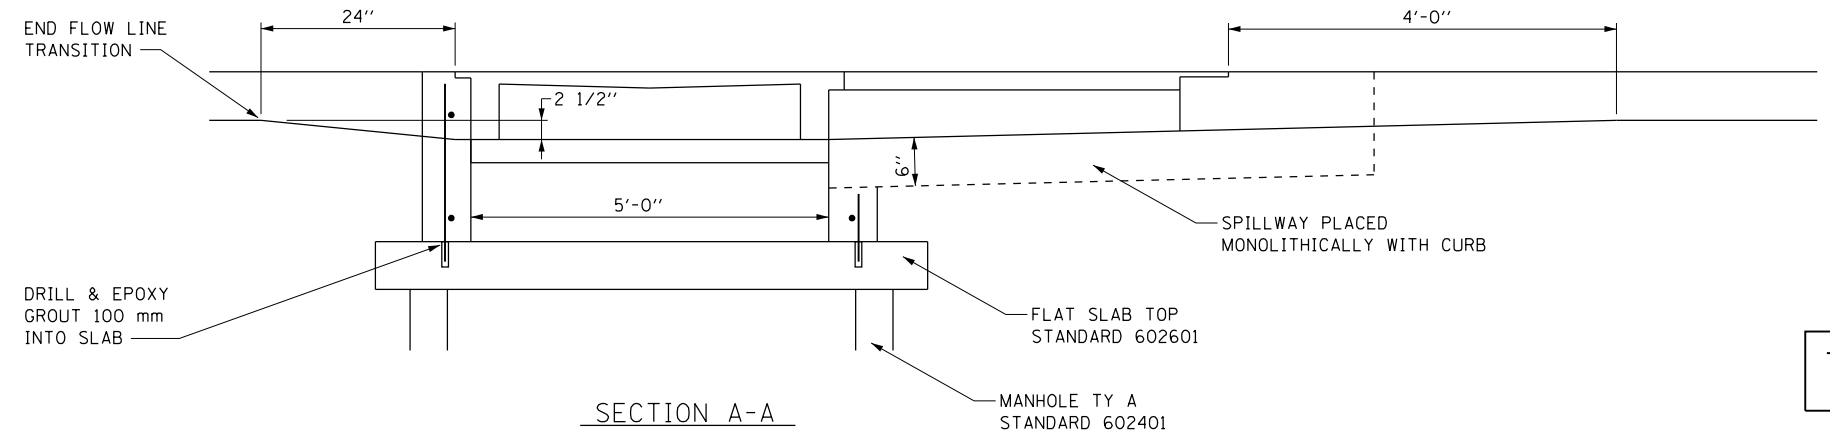 END FLOW LINE
TRANSITION
24''
4'-0''
2 1/2''
6''
5'-0''
SPILLWAY PLACED
MONOLITHICALLY WITH CURB
DRILL & EPOXY
GROUT 100 mm
INTO SLAB
FLAT SLAB TOP
STANDARD 602601
MANHOLE TY A
STANDARD 602401
SECTION A-A